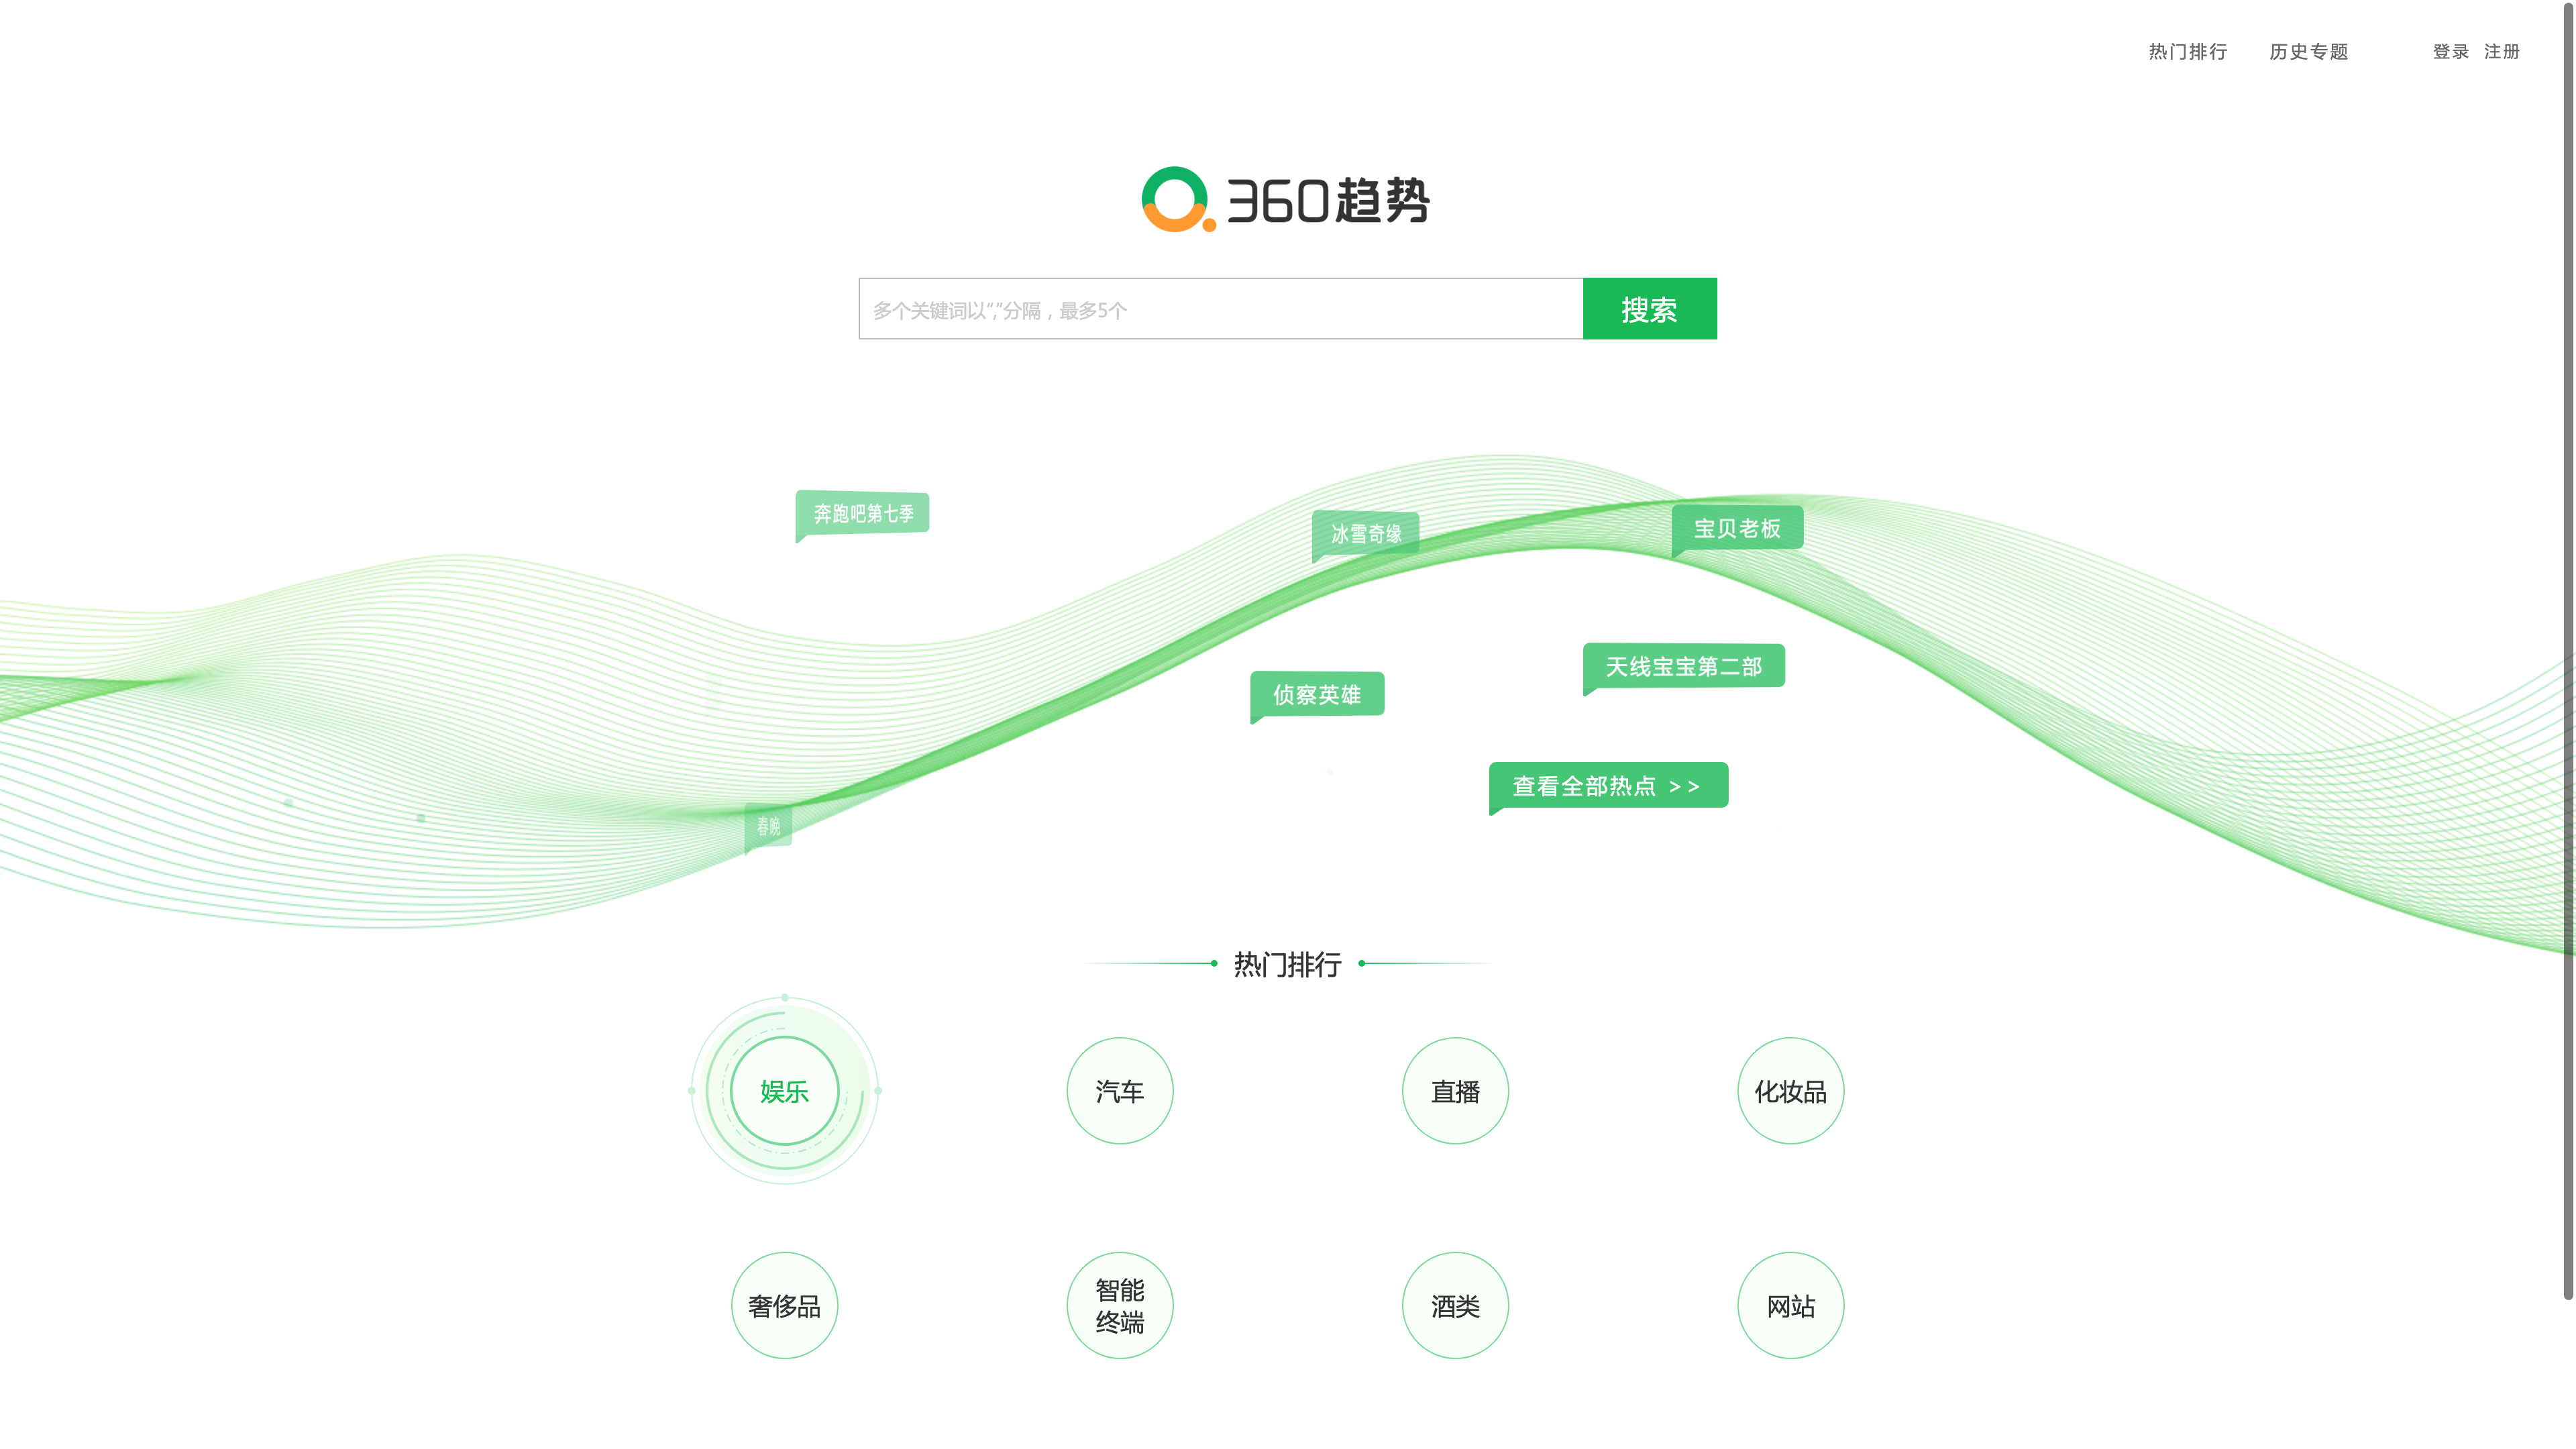 热门排行 历史专题 登录 注册
360趋势
多个关键词以“,”分隔，最多5个 搜索
奔跑吧第七季
冰雪奇缘
宝贝老板
天线宝宝第二部
侦察英雄
查看全部热点 >>
春晚
热门排行
娱乐 汽车 直播 化妆品
奢侈品 智能
终端 酒类 网站